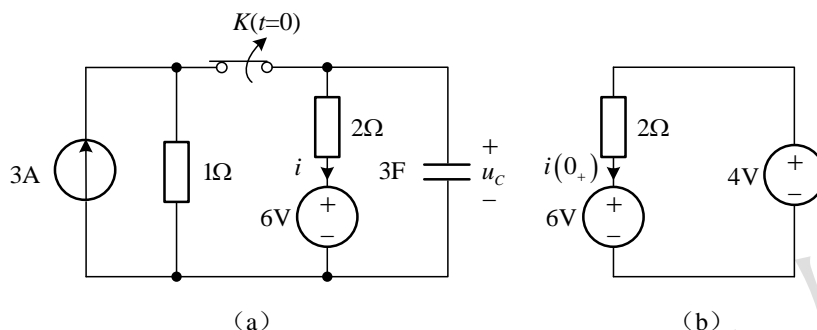 K(t=0)
3A
1Ω
2Ω
i
6V
+
−
3F
+
u_C
−
(a)
2Ω
i(0₊)
6V
+
−
4V
+
−
(b)